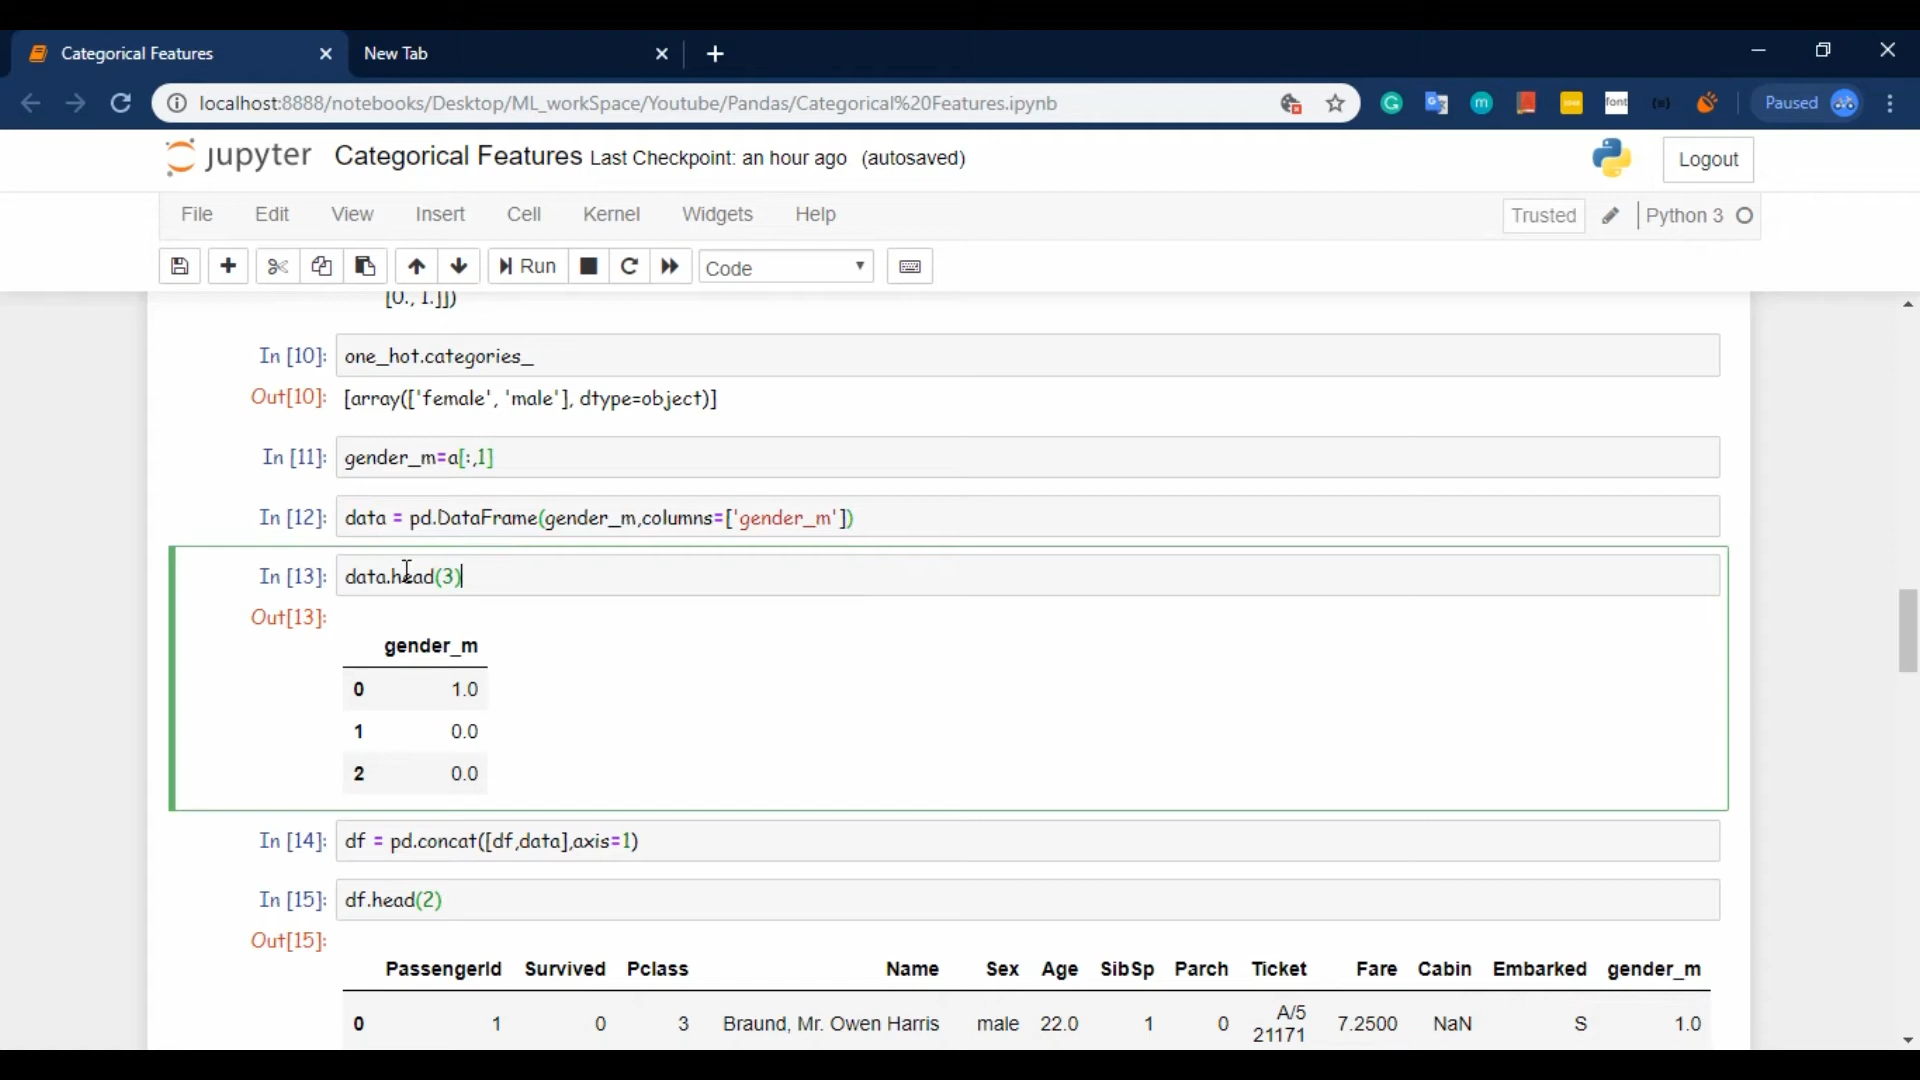 Categorical Features
New Tab
localhost:8888/notebooks/Desktop/ML_workSpace/Youtube/Pandas/Categorical%20Features.ipynb
font
Paused
jupyter Categorical Features Last Checkpoint: an hour ago (autosaved)
Logout
File Edit View Insert Cell Kernel Widgets Help
Trusted Python 3
Run
Code
[0., 1.]])
In [10]: one_hot.categories_
Out[10]: [array(['female', 'male'], dtype=object)]
In [11]: gender_m=a[:,1]
In [12]: data = pd.DataFrame(gender_m,columns=['gender_m'])
In [13]: data.head(3)
Out[13]:
gender_m
0 1.0
1 0.0
2 0.0
In [14]: df = pd.concat([df,data],axis=1)
In [15]: df.head(2)
Out[15]:
PassengerId Survived Pclass Name Sex Age SibSp Parch Ticket Fare Cabin Embarked gender_m
0 1 0 3 Braund, Mr. Owen Harris male 22.0 1 0 A/5 21171 7.2500 NaN S 1.0